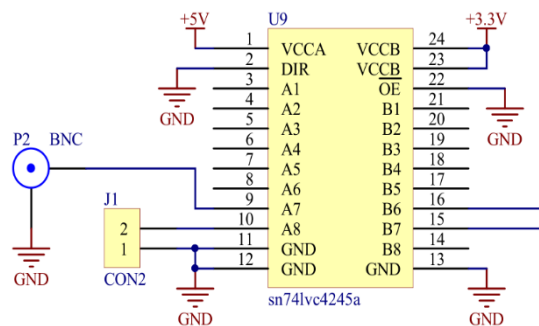 +5V U9 +3.3V
1 VCCA VCCB 24
2 DIR VCCB 23
3 A1 OE 22
GND 4 A2 B1 21 GND
5 A3 B2 20
P2 BNC 6 A4 B3 19
7 A5 B4 18
8 A6 B5 17
J1 9 A7 B6 16
2 10 A8 B7 15
1 11 GND B8 14
12 GND GND 13
GND CON2 GND sn74lvc4245a GND